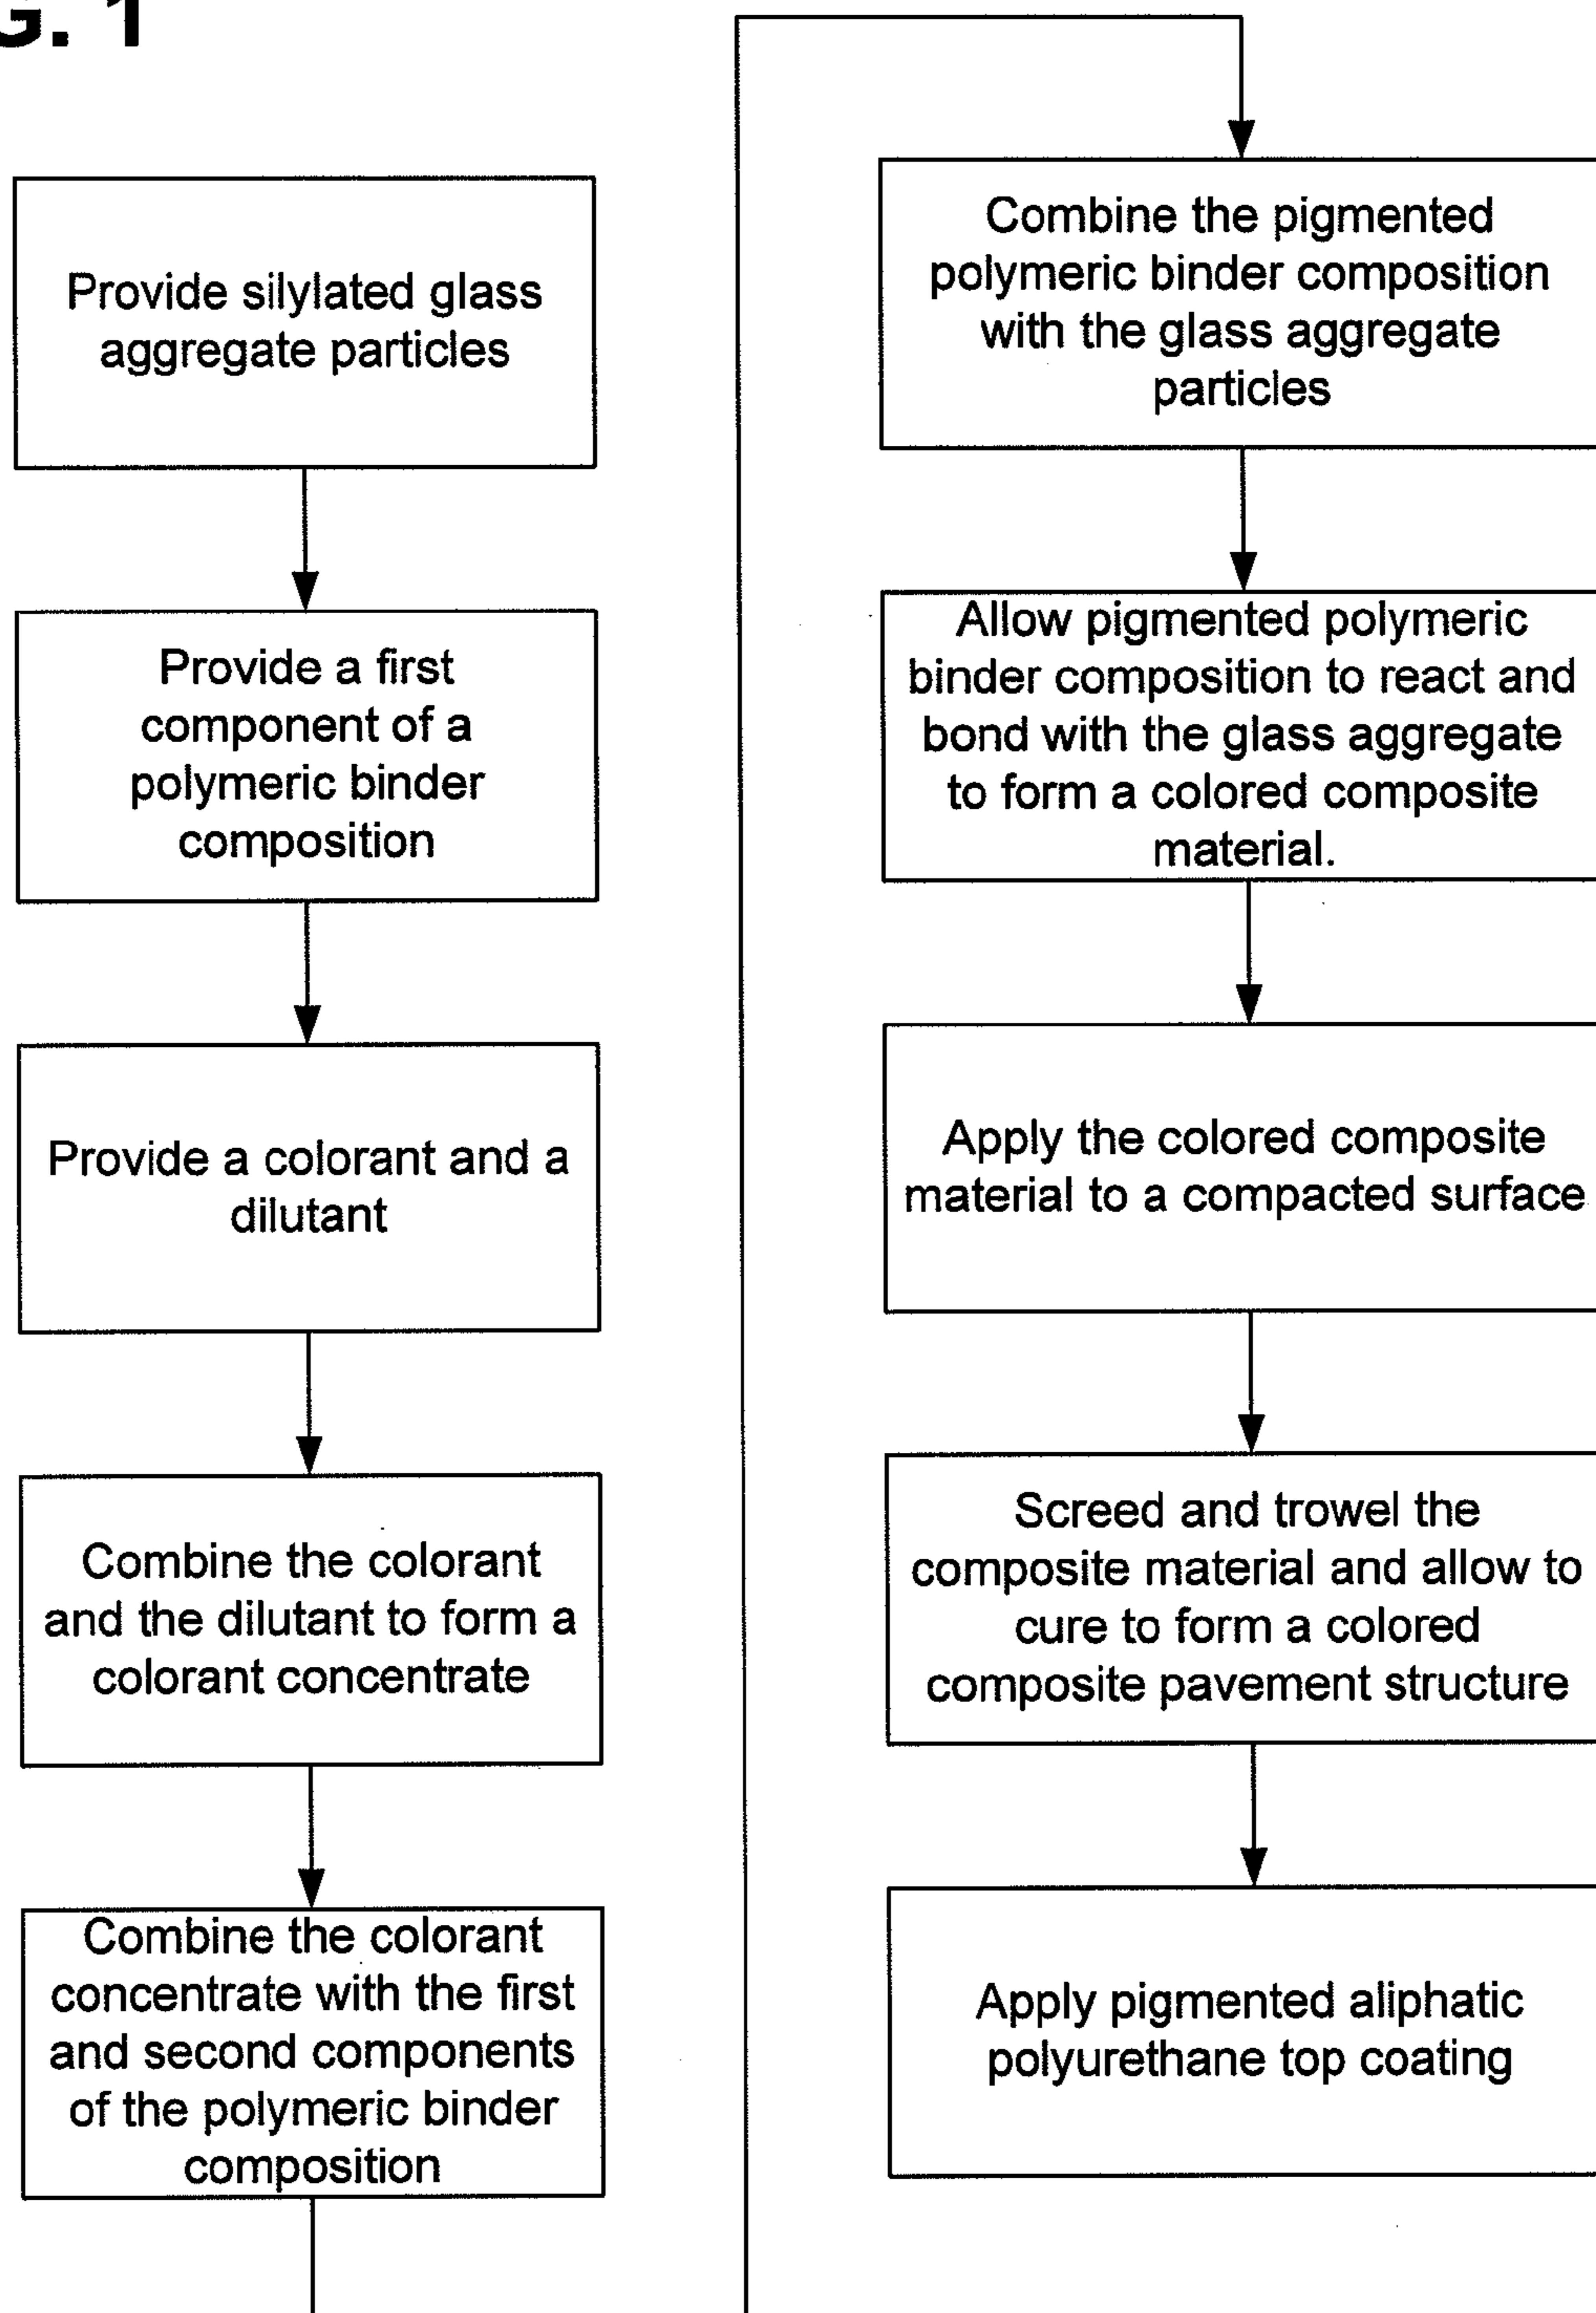 G. 1
Provide silylated glass
aggregate particles
Provide a first
component of a
polymeric binder
composition
Provide a colorant and a
dilutant
Combine the colorant
and the dilutant to form a
colorant concentrate
Combine the colorant
concentrate with the first
and second components
of the polymeric binder
composition
Combine the pigmented
polymeric binder composition
with the glass aggregate
particles
Allow pigmented polymeric
binder composition to react and
bond with the glass aggregate
to form a colored composite
material.
Apply the colored composite
material to a compacted surface
Screed and trowel the
composite material and allow to
cure to form a colored
composite pavement structure
Apply pigmented aliphatic
polyurethane top coating